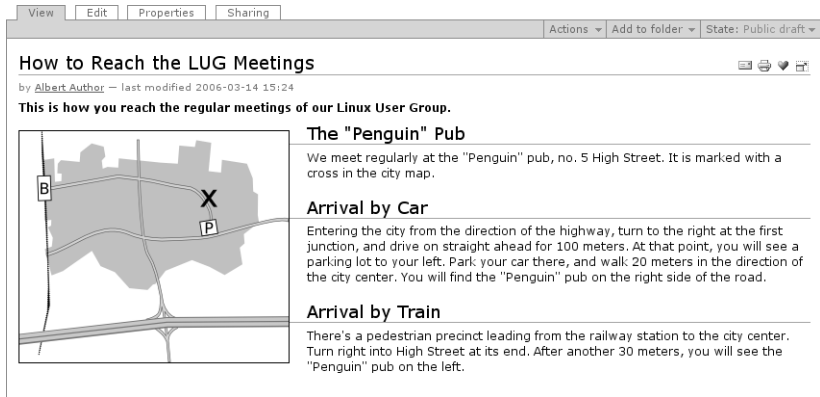 View Edit Properties Sharing
Actions Add to folder State: Public draft
How to Reach the LUG Meetings
by Albert Author — last modified 2006-03-14 15:24
This is how you reach the regular meetings of our Linux User Group.
B
X
P
The "Penguin" Pub
We meet regularly at the "Penguin" pub, no. 5 High Street. It is marked with a
cross in the city map.
Arrival by Car
Entering the city from the direction of the highway, turn to the right at the first
junction, and drive on straight ahead for 100 meters. At that point, you will see a
parking lot to your left. Park your car there, and walk 20 meters in the direction of
the city center. You will find the "Penguin" pub on the right side of the road.
Arrival by Train
There's a pedestrian precinct leading from the railway station to the city center.
Turn right into High Street at its end. After another 30 meters, you will see the
"Penguin" pub on the left.